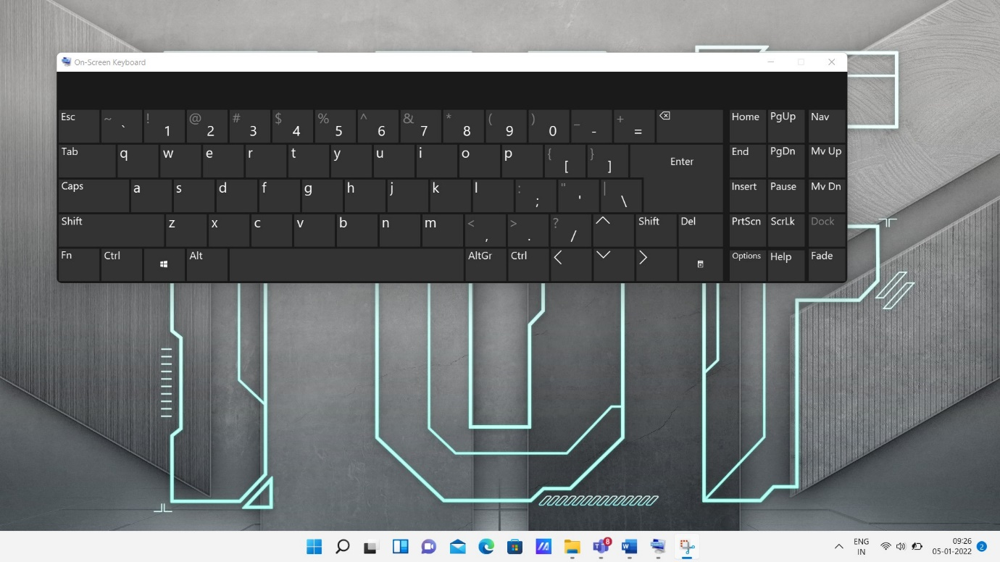 On-Screen Keyboard
Esc ~ ` ! 1 @ 2 # 3 $ 4 % 5 ^ 6 & 7 * 8 ( 9 ) 0 _ - + = Home PgUp Nav
Tab q w e r t y u i o p { [ } ] Enter End PgDn Mv Up
Caps a s d f g h j k l : ; " ' | \ Insert Pause Mv Dn
Shift z x c v b n m < , > . ? / Shift Del PrtScn ScrLk Dock
Fn Ctrl Alt AltGr Ctrl Options Help Fade
8
W
ENG
IN
09:26
05-01-2022
2